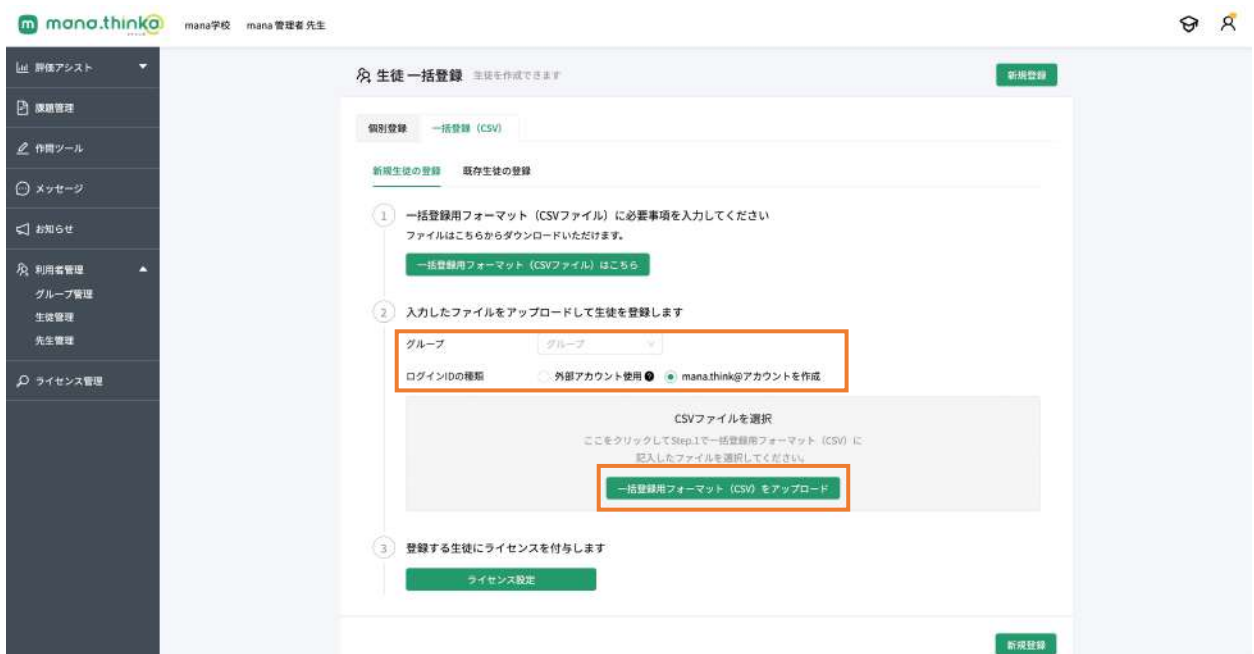 mana.think@
mana学校 mana 管理者 先生
評価アシスト
課題管理
作問ツール
メッセージ
お知らせ
利用者管理
グループ管理
生徒管理
先生管理
ライセンス管理
生徒 一括登録 生徒を作成できます
新規登録
個別登録 一括登録（CSV）
新規生徒の登録 既存生徒の登録
1 一括登録用フォーマット（CSVファイル）に必要事項を入力してください
ファイルはこちらからダウンロードいただけます。
一括登録用フォーマット（CSVファイル）はこちら
2 入力したファイルをアップロードして生徒を登録します
グループ グループ
ログインIDの種類 外部アカウント使用 ? mana.think@アカウントを作成
CSVファイルを選択
ここをクリックしてStep.1で一括登録用フォーマット（CSV）に
記入したファイルを選択してください。
一括登録用フォーマット（CSV）をアップロード
3 登録する生徒にライセンスを付与します
ライセンス設定
新規登録